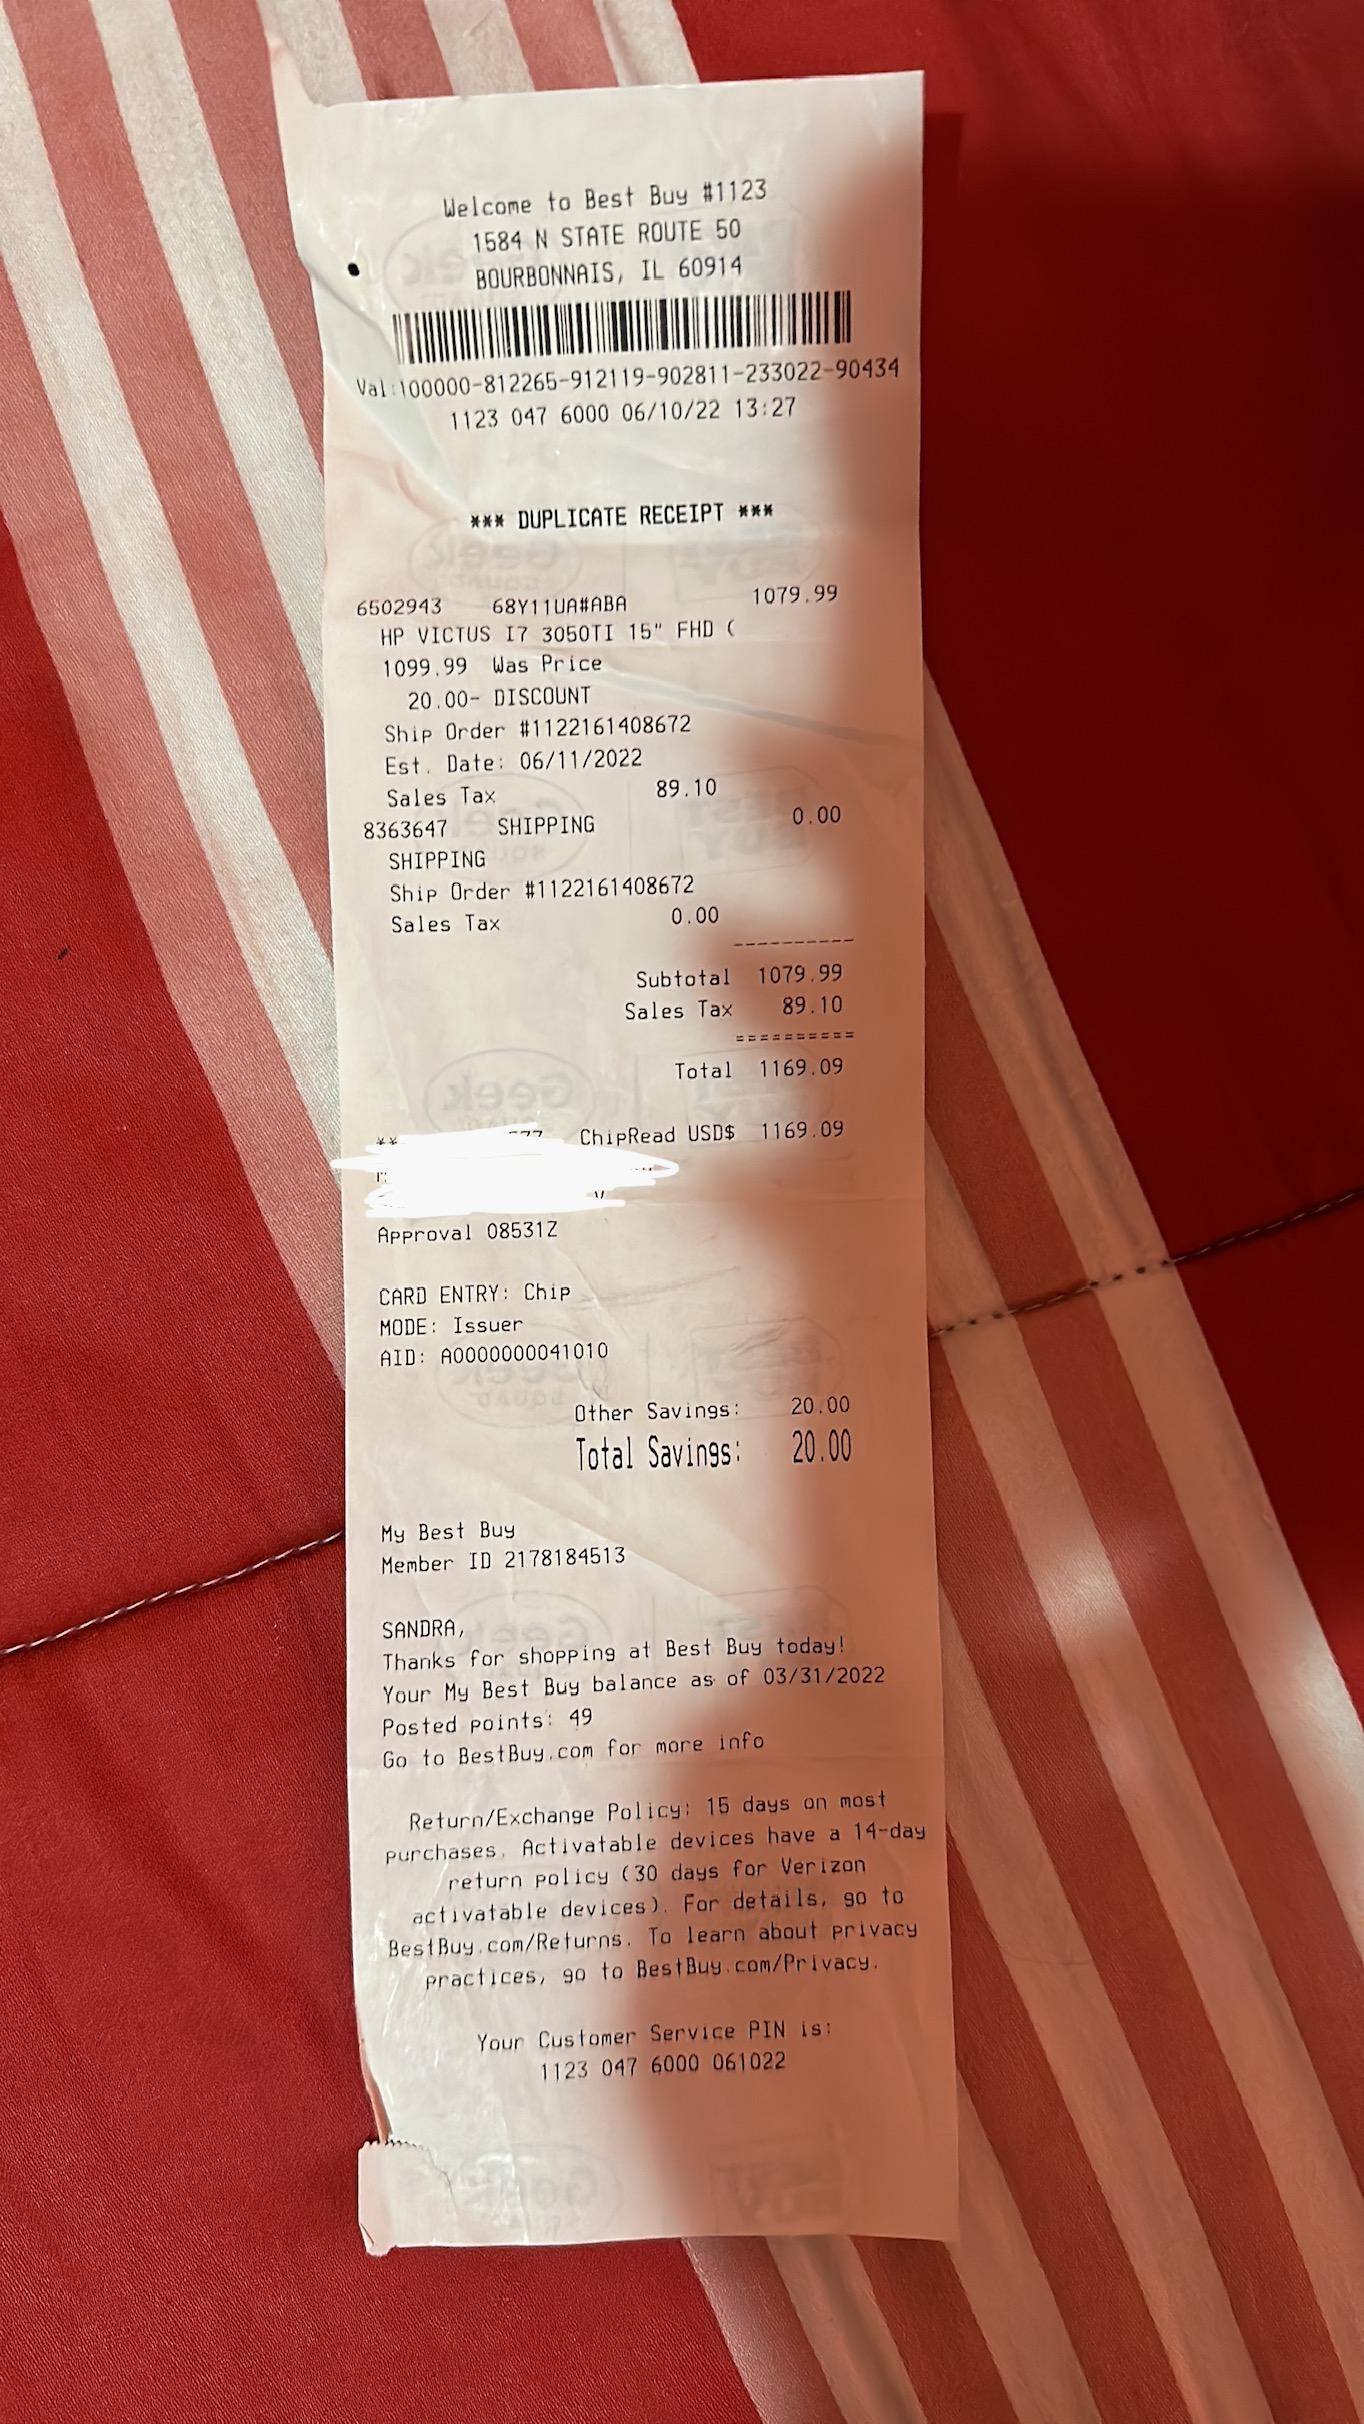 Welcome to Best Buy #1123
1584 N STATE ROUTE 50
BOURBONNAIS, IL 60914
Val:100000-812265-912119-902811-233022-90434
1123 047 6000 06/10/22 13:27
*** DUPLICATE RECEIPT ***
6502943 68Y11UA#ABA 1079.99
HP VICTUS I7 3050TI 15" FHD (
1099.99 Was Price
20.00- DISCOUNT
Ship Order #1122161408672
Est. Date: 06/11/2022
Sales Tax 89.10
8363647 SHIPPING 0.00
SHIPPING
Ship Order #1122161408672
Sales Tax 0.00
----------
Subtotal 1079.99
Sales Tax 89.10
==========
Total 1169.09
** ChipRead USD$ 1169.09
Approval 08531Z
CARD ENTRY: Chip
MODE: Issuer
AID: A0000000041010
Other Savings: 20.00
Total Savings: 20.00
My Best Buy
Member ID 2178184513
SANDRA,
Thanks for shopping at Best Buy today!
Your My Best Buy balance as of 03/31/2022
Posted points: 49
Go to BestBuy.com for more info
Return/Exchange Policy: 15 days on most
purchases. Activatable devices have a 14-day
return policy (30 days for Verizon
activatable devices). For details, go to
BestBuy.com/Returns. To learn about privacy
practices, go to BestBuy.com/Privacy.
Your Customer Service PIN is:
1123 047 6000 061022